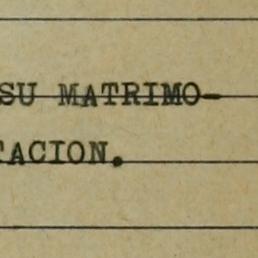 SU MATRIMO-
TACION.